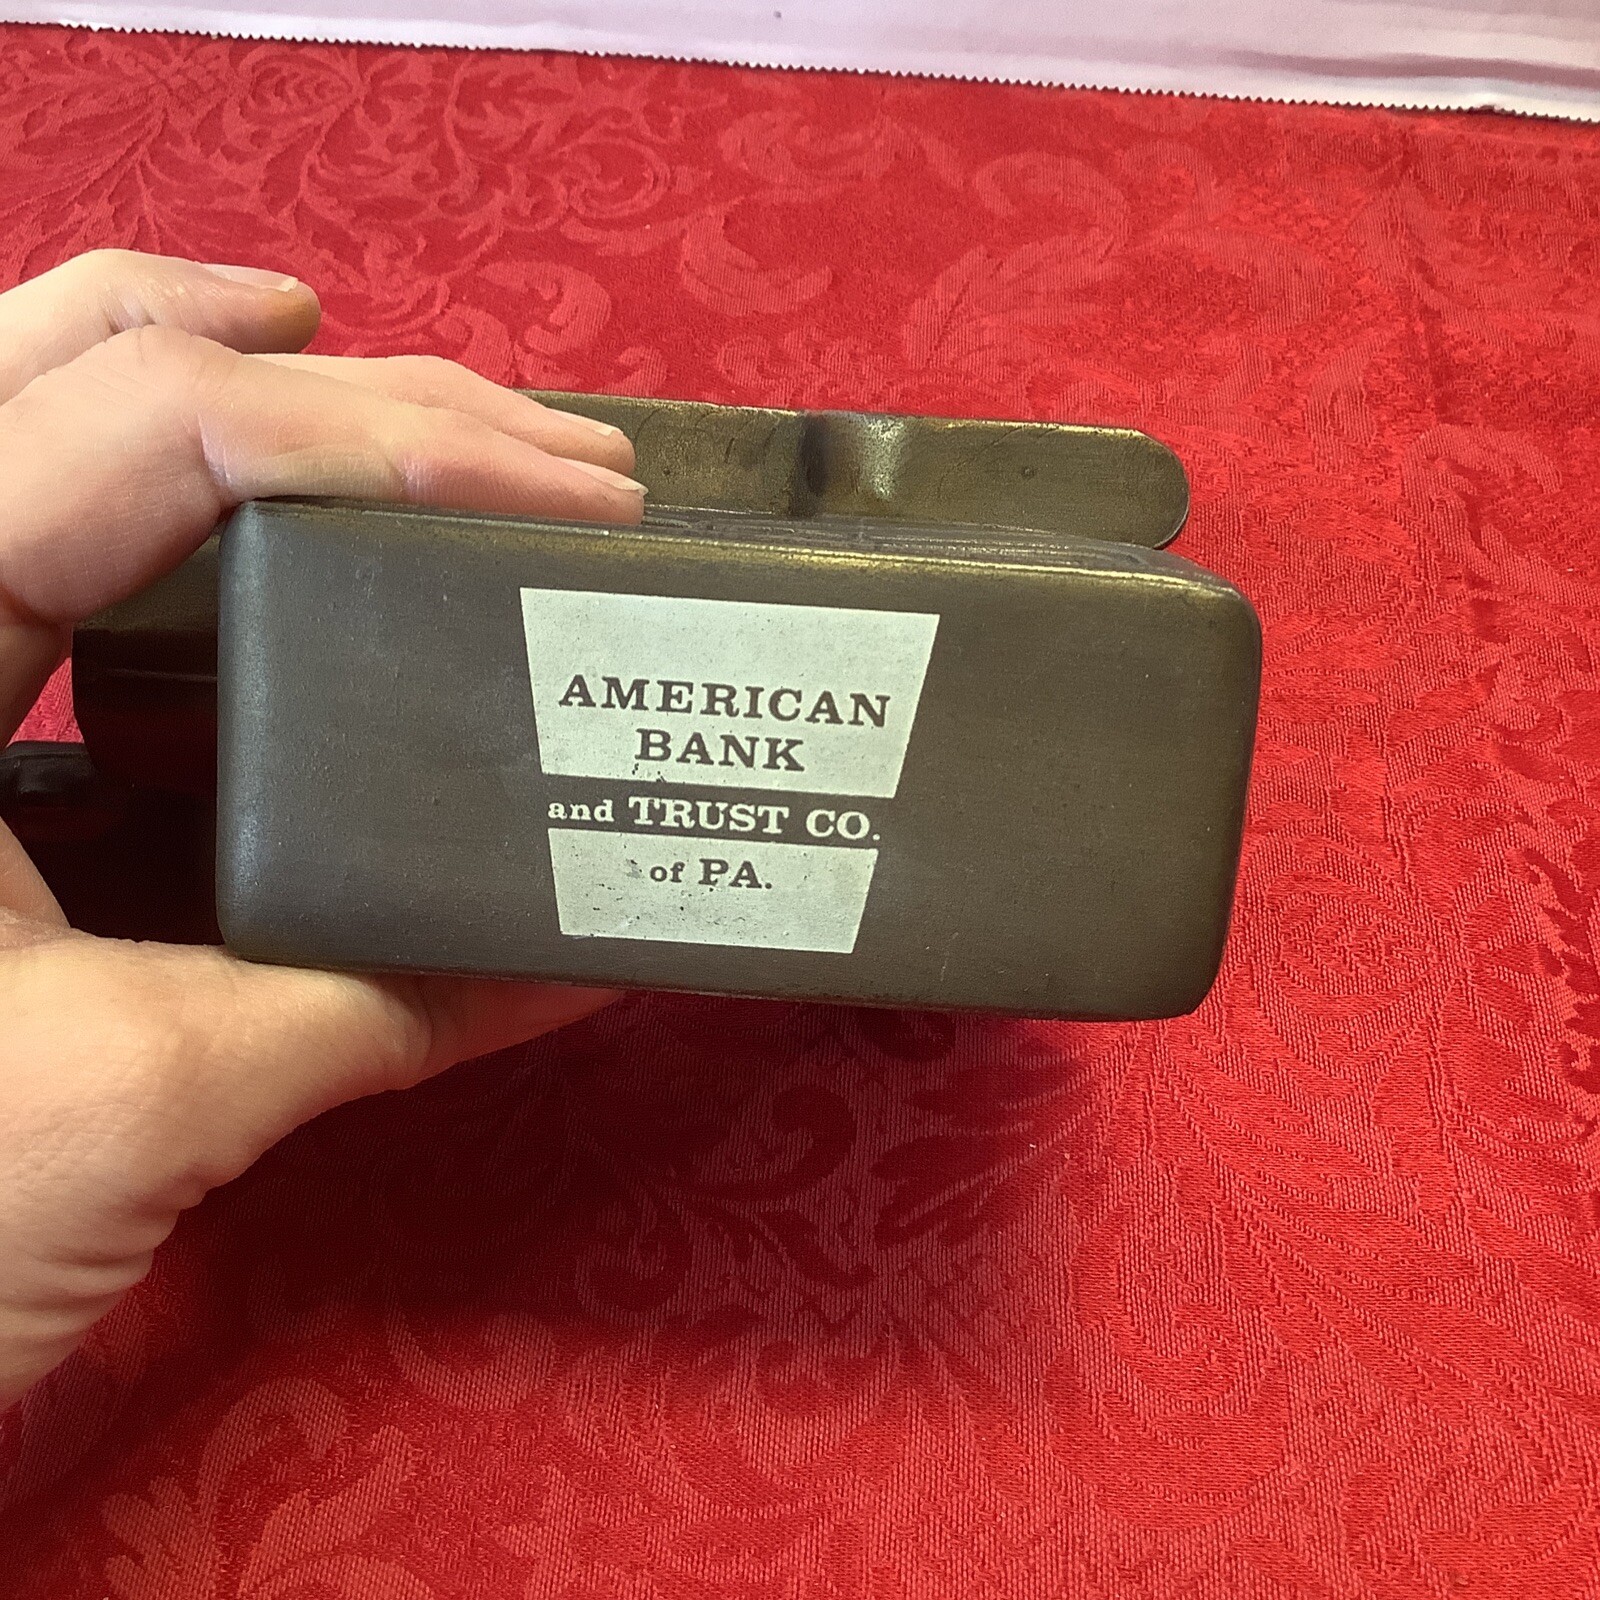 AMERICAN
BANK
and TRUST CO.
of PA.